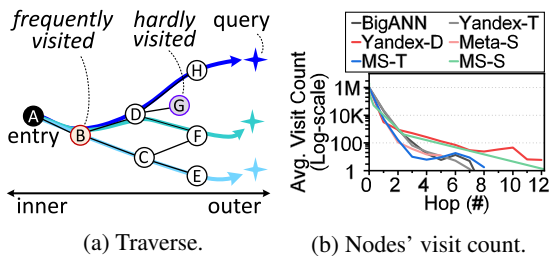 frequently
visited
hardly
visited
query
A
entry
B
D
H
G
F
C
E
inner
outer
(a) Traverse.
BigANN
Yandex-T
Yandex-D
Meta-S
MS-T
MS-S
Avg. Visit Count
(Log-scale)
1M
10K
100
1
0 2 4 6 8 10 12
Hop (#)
(b) Nodes' visit count.